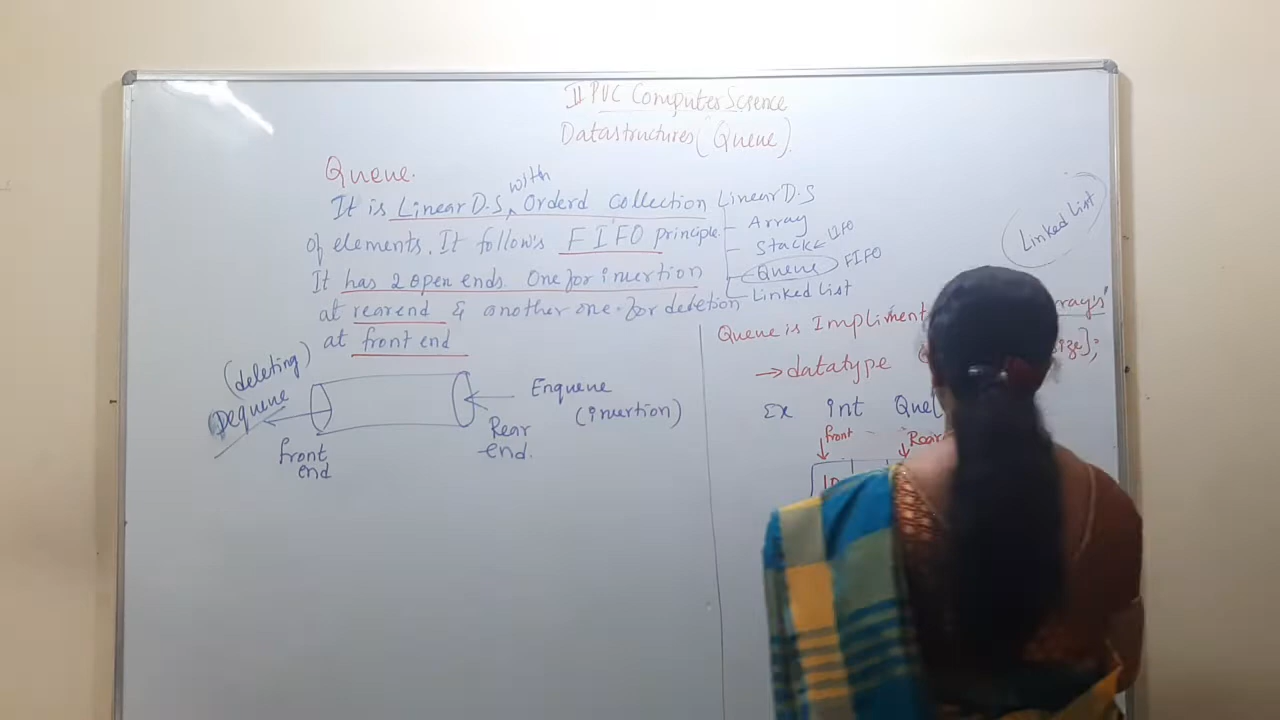 II PUC Computer Science
Datastructures (Queue).
Queue.
It is Linear D.S, with Orderd collection
of elements. It follow's FIFO principle.
It has 2 open ends. One for insertion
at rearend & another one for deletion
at front end
(deleting)
Dequeue
front
end
Enqueue
(insertion)
Rear
end.
Linear D.S
Array
Stack LIFO
Queue FIFO
Linked List
Linked List
Queue is Impliment
→ datatype size];
Ex int
front Rear
10